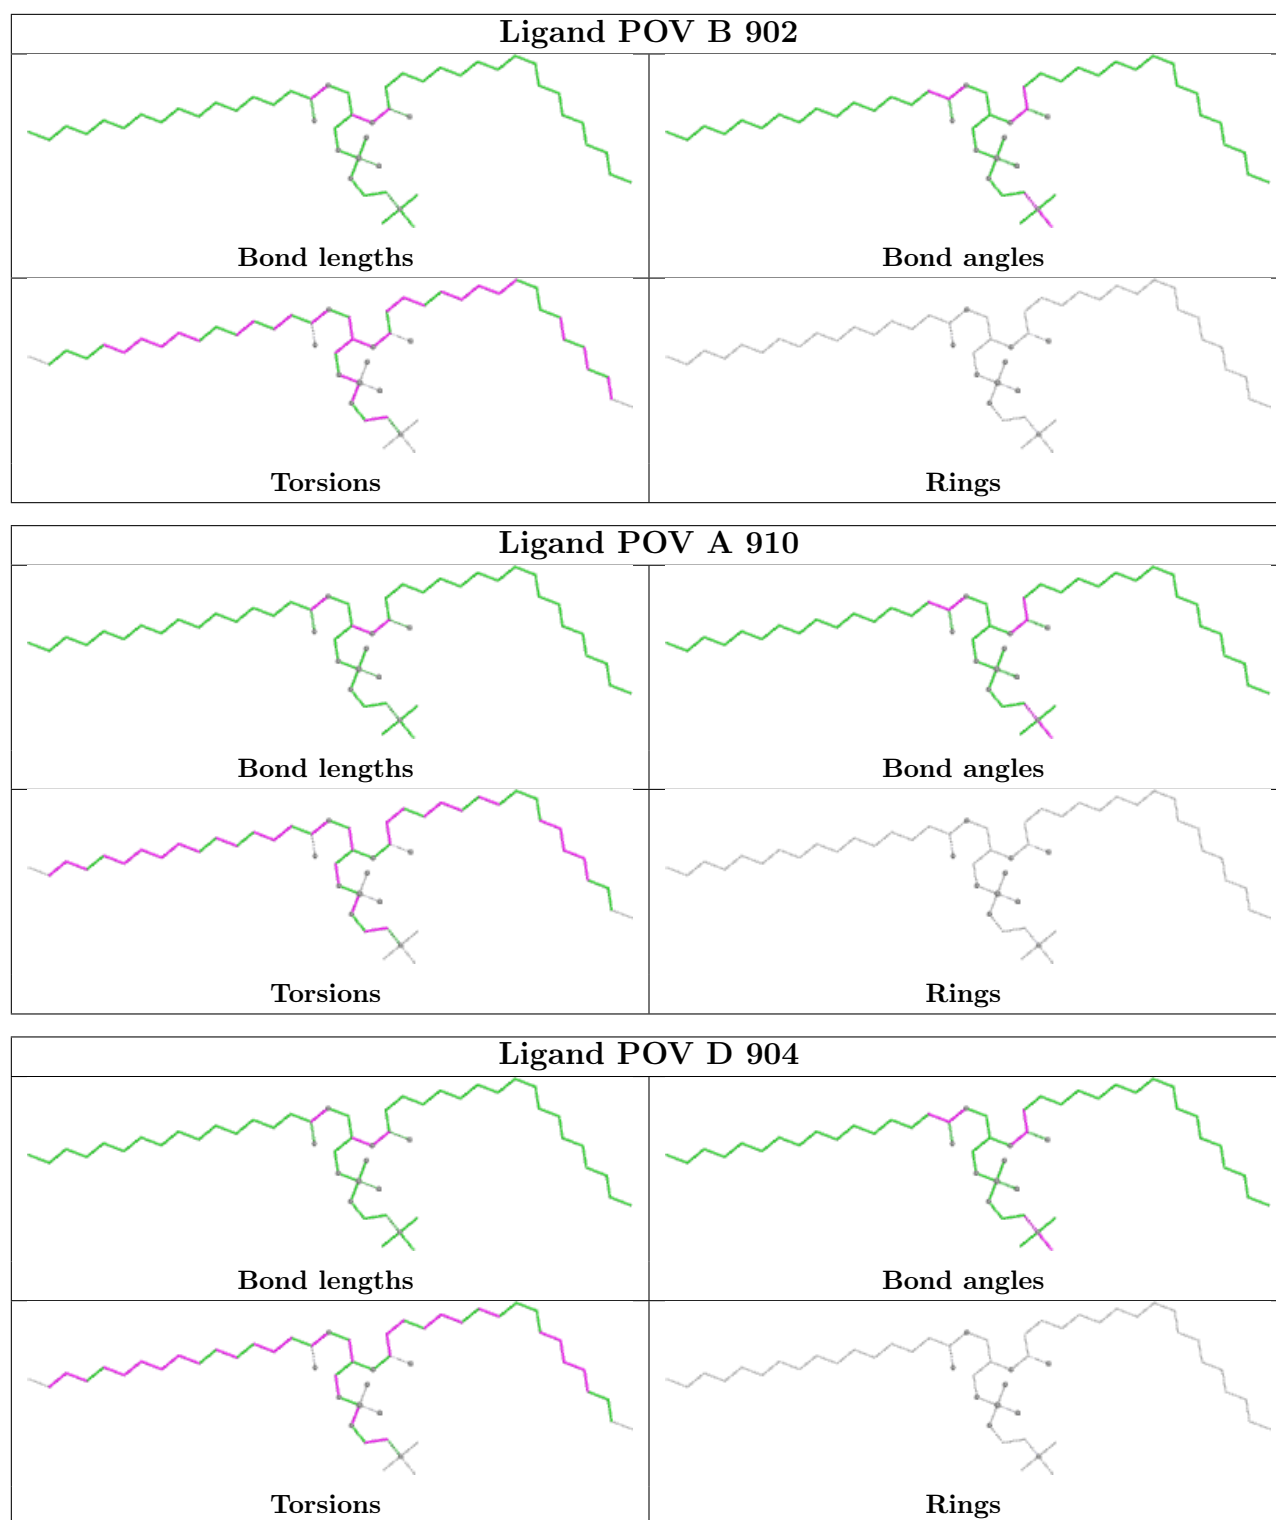 Ligand POV B 902
Bond lengths
Bond angles
Torsions
Rings
Ligand POV A 910
Bond lengths
Bond angles
Torsions
Rings
Ligand POV D 904
Bond lengths
Bond angles
Torsions
Rings